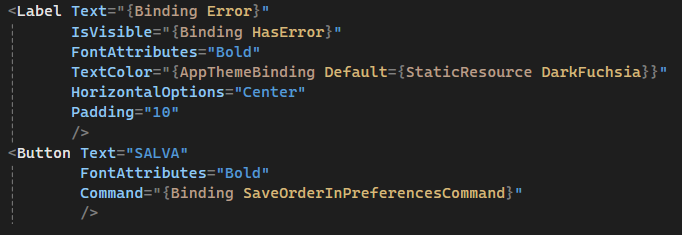 <Label Text="{Binding Error}"
IsVisible="{Binding HasError}"
FontAttributes="Bold"
TextColor="{AppThemeBinding Default={StaticResource DarkFuchsia}}"
HorizontalOptions="Center"
Padding="10"
/>
<Button Text="SALVA"
FontAttributes="Bold"
Command="{Binding SaveOrderInPreferencesCommand}"
/>